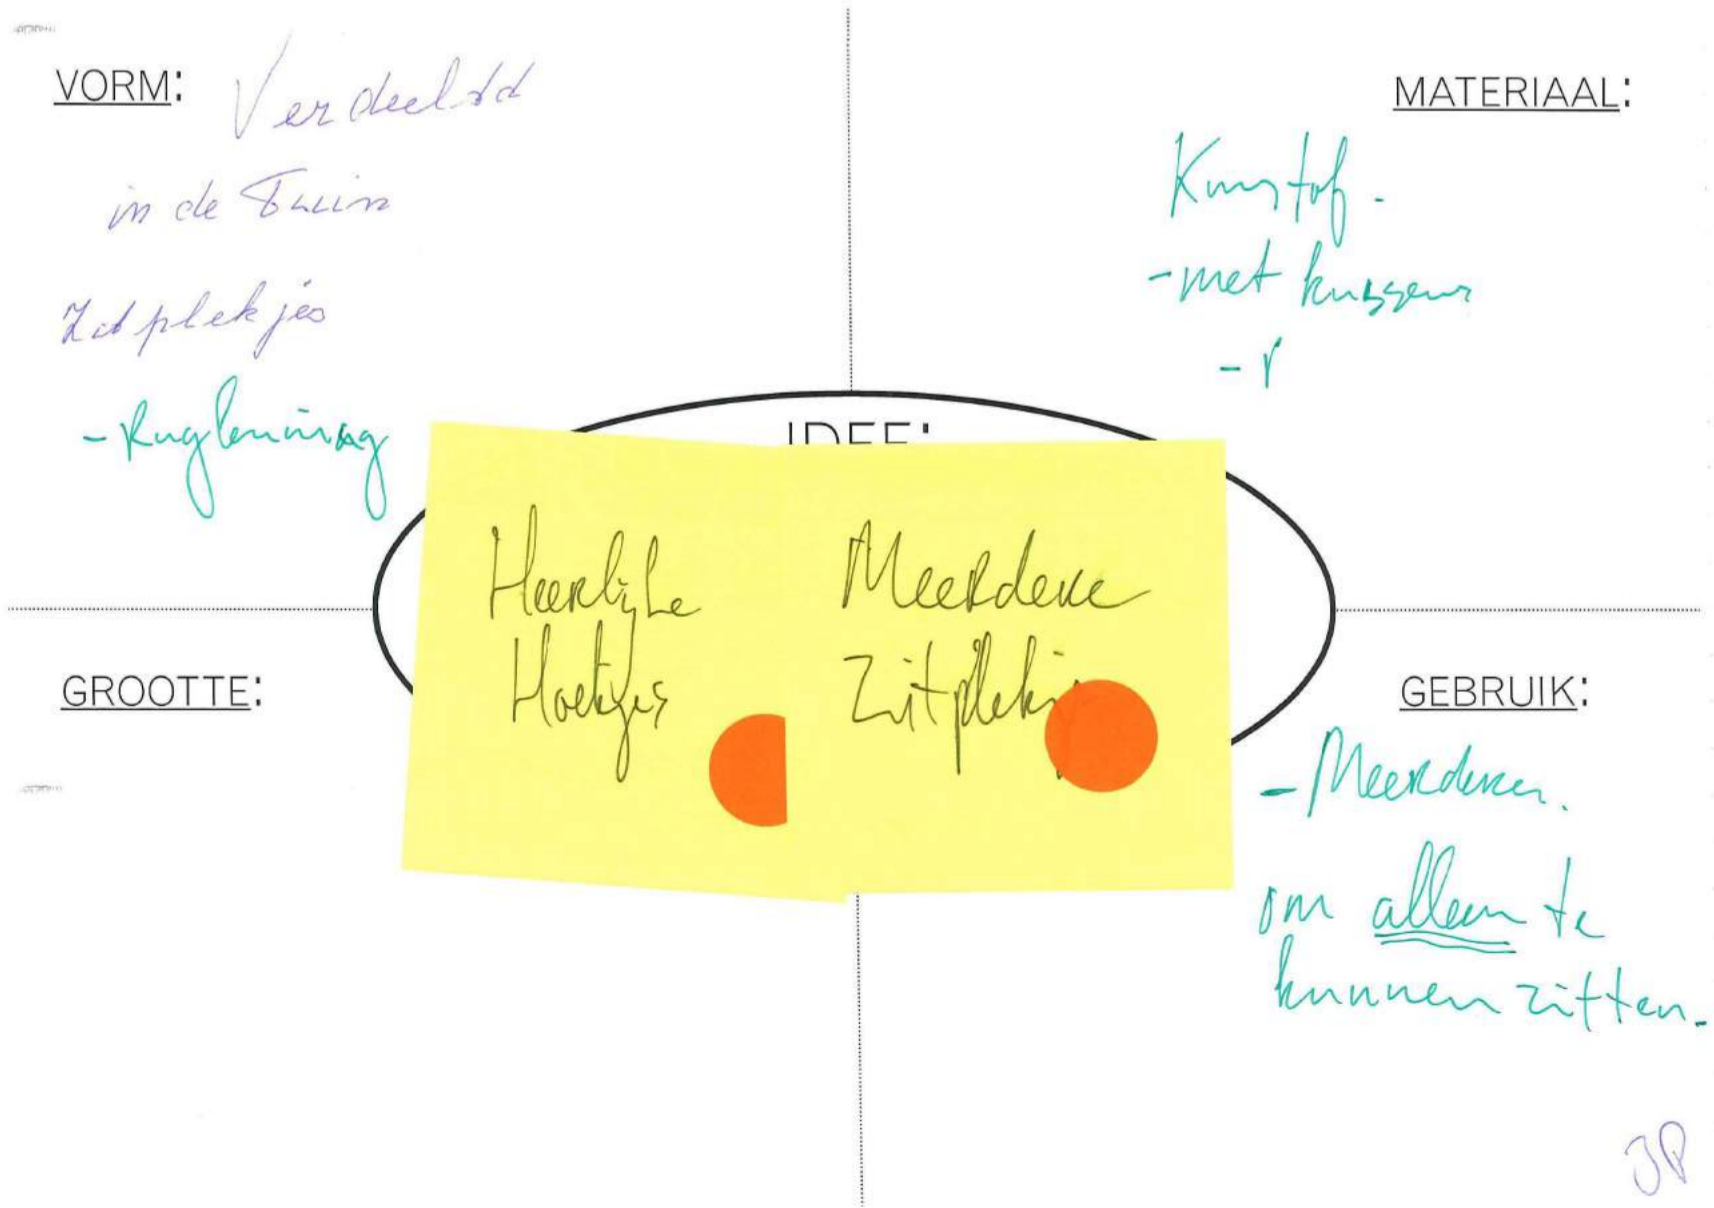 VORM: Verdeeld
in de Tuin
Zitplekjes
- Rugleuning
MATERIAAL:
Kunstof -
- met kussens
- r
IDEE:
Heerlijke
Hoekjes
Meerdere
Zitplekj
GROOTTE:
GEBRUIK:
- Meerderen.
om alleen te
kunnen zitten.
JP